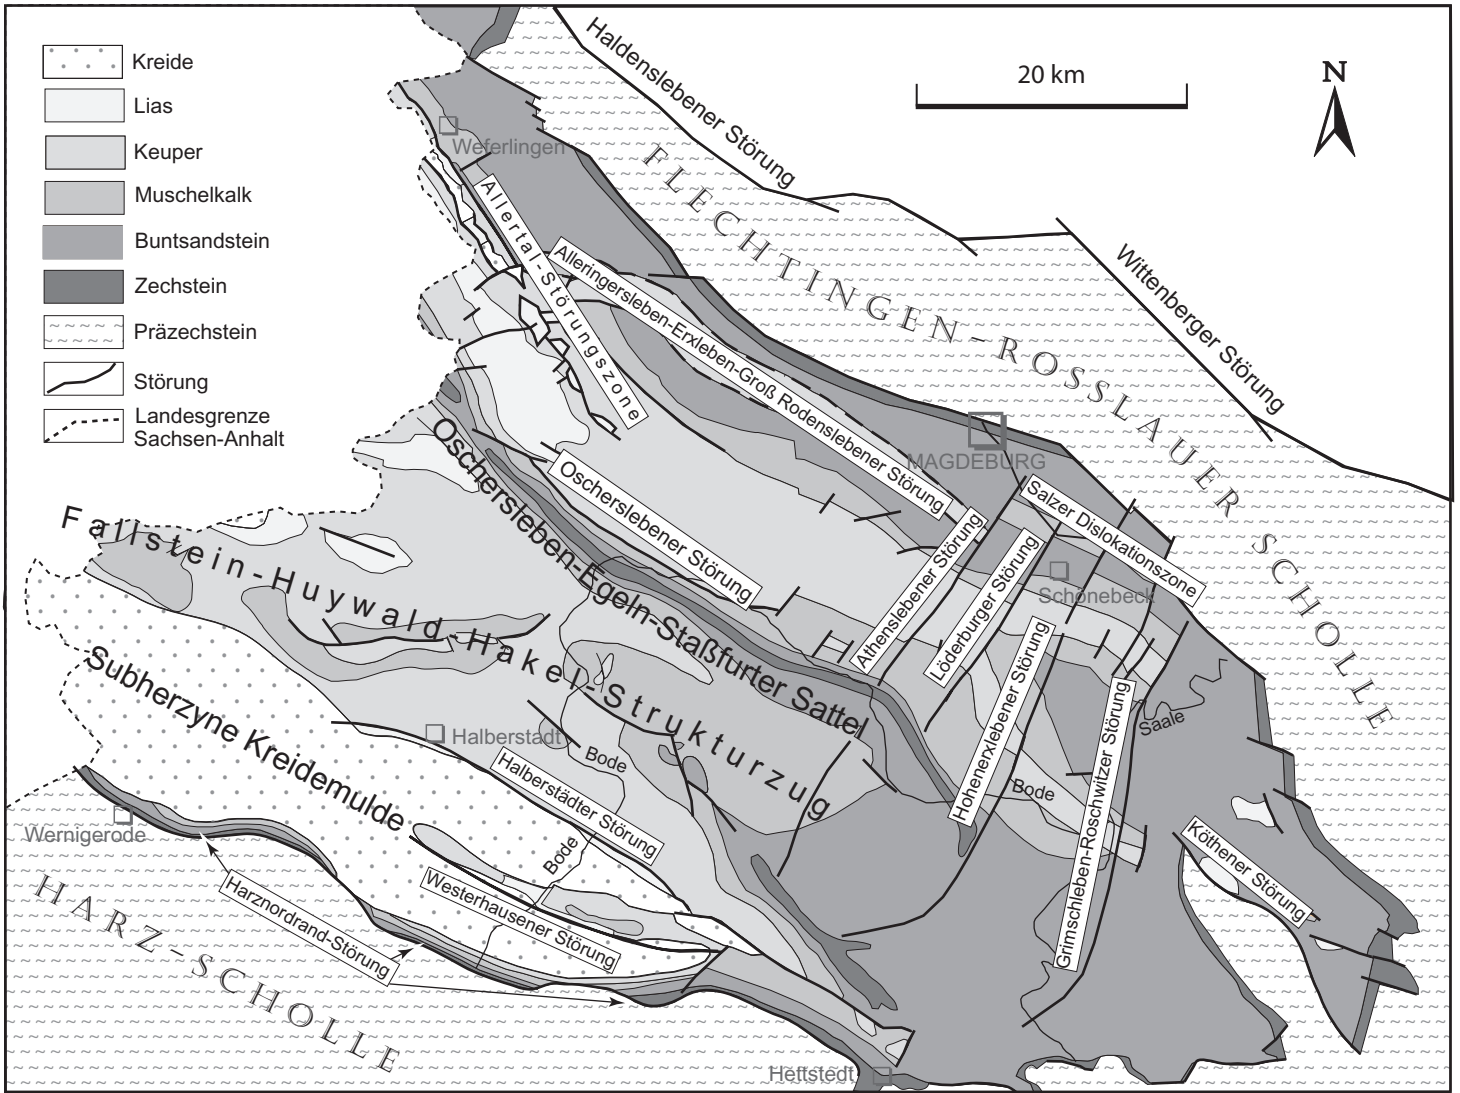 Kreide
Lias
Keuper
Muschelkalk
Buntsandstein
Zechstein
Präzechstein
Störung
Landesgrenze
Sachsen-Anhalt
20 km
N
Haldenslebener Störung
FLECHTINGEN-ROSSLAUER SCHOLLE
Wittenberger Störung
Weferlingen
Allertal-Störungszone
Alleringersleben-Erxleben-Groß Rodenslebener Störung
MAGDEBURG
Oschersleben-Egeln-Staßfurter Sattel
Oscherslebener Störung
Salzer Dislokationszone
Athenslebener Störung
Löderburger Störung
Schönebeck
Fallstein-Huywald-Hakel-Strukturzug
Hohenerxlebener Störung
Grimschleben-Roschwitzer Störung
Saale
Subherzyne Kreidemulde
Halberstadt
Bode
Halberstädter Störung
Bode
Bode
Köthener Störung
Wernigerode
Westerhausener Störung
Harznordrand-Störung
HARZ-SCHOLLE
Hettstedt